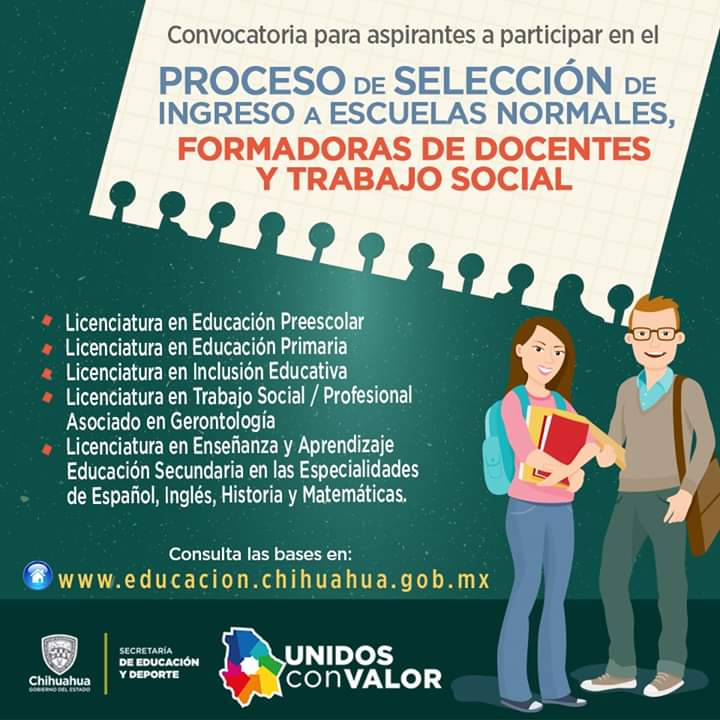 Convocatoria para aspirantes a participar en el
PROCESO DE SELECCIÓN DE
INGRESO A ESCUELAS NORMALES,
FORMADORAS DE DOCENTES
Y TRABAJO SOCIAL
Licenciatura en Educación Preescolar
Licenciatura en Educación Primaria
Licenciatura en Inclusión Educativa
Licenciatura en Trabajo Social / Profesional
Asociado en Gerontología
Licenciatura en Enseñanza y Aprendizaje
Educación Secundaria en las Especialidades
de Español, Inglés, Historia y Matemáticas.
Consulta las bases en:
www.educacion.chihuahua.gob.mx
Chihuahua
GOBIERNO DEL ESTADO
SECRETARÍA
DE EDUCACIÓN
Y DEPORTE
UNIDOS
conVALOR